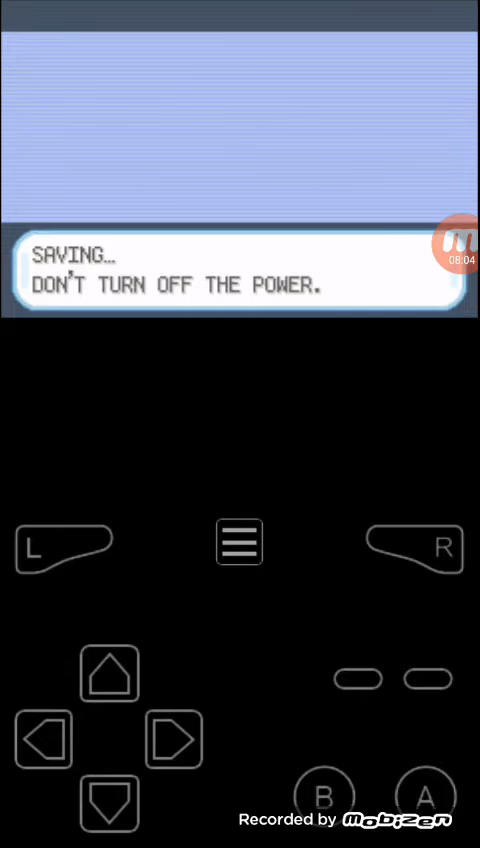 SAVING...
DON'T TURN OFF THE POWER.
08:04
L
R
B
A
Recorded by mobizen